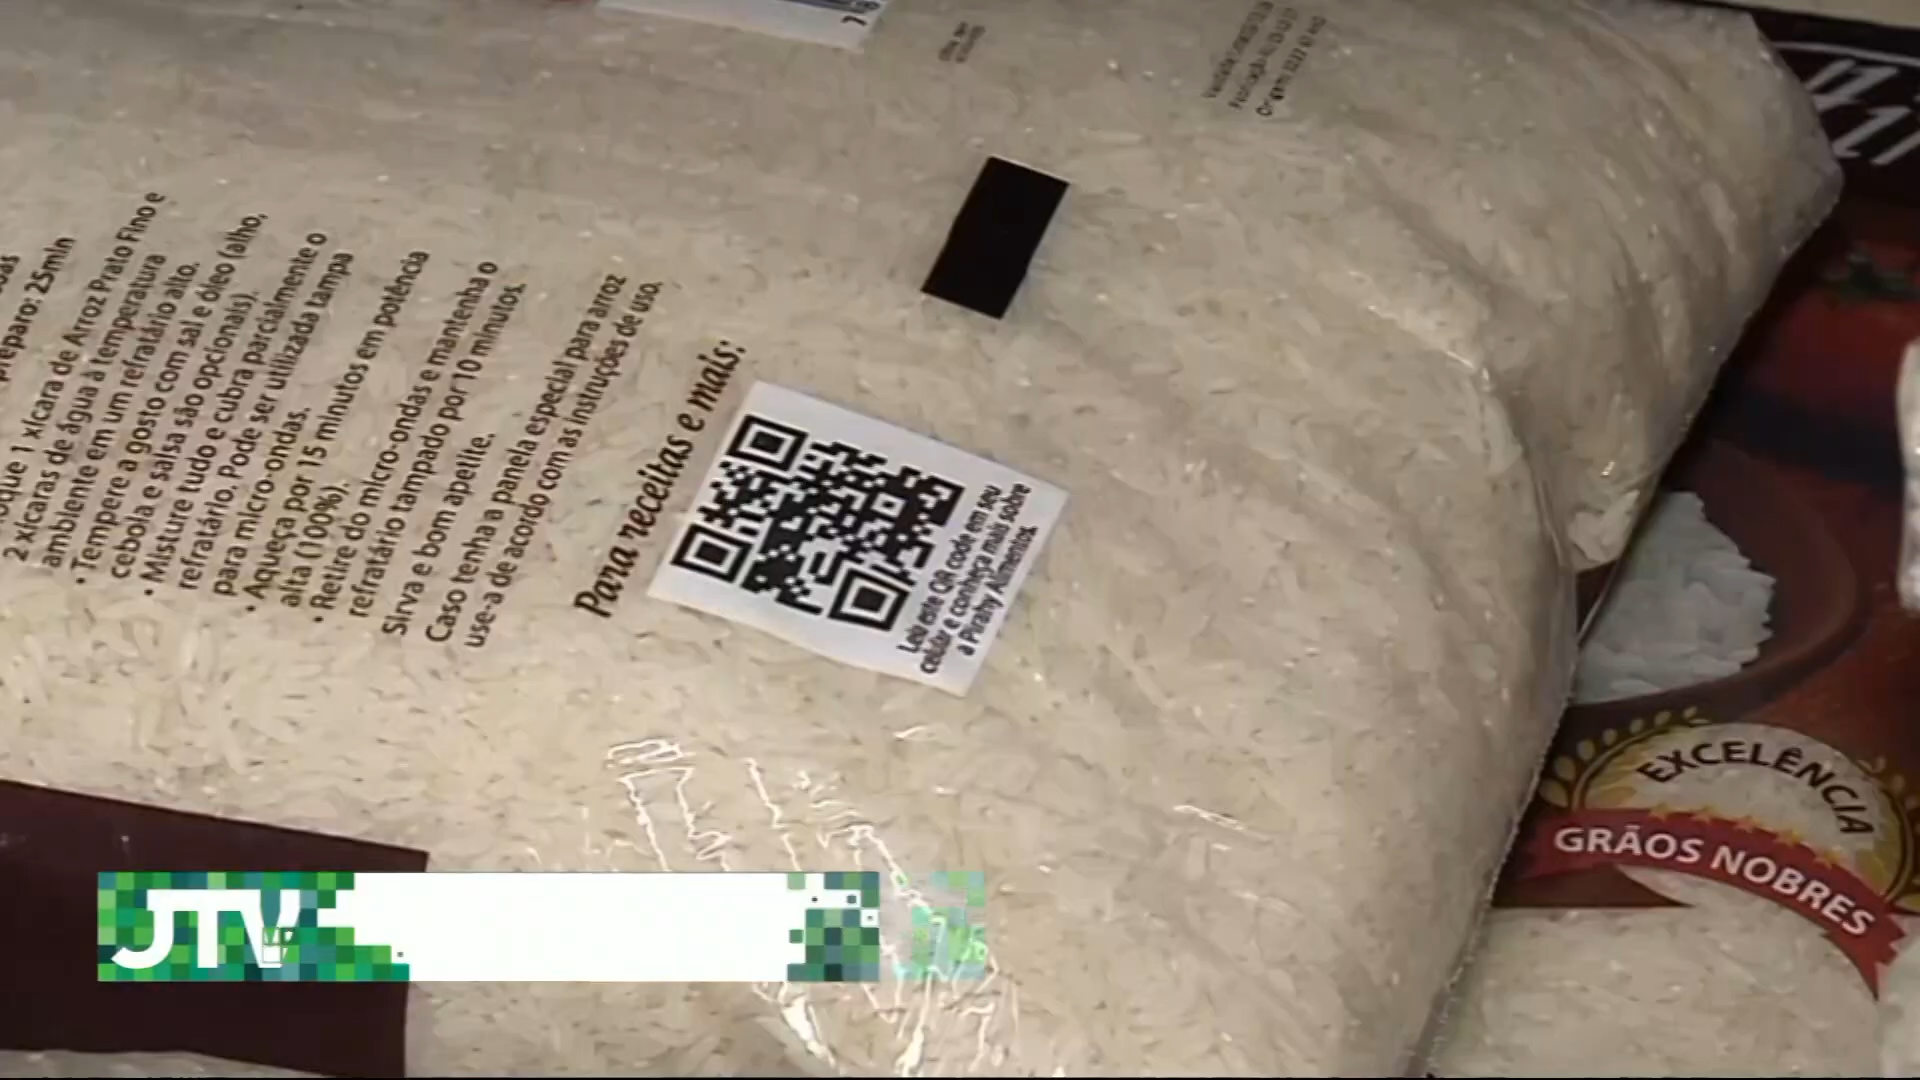 preparo: 25min
1 xícara de Arroz Prato Fino e
2 xícaras de água à temperatura
ambiente em um refratário alto.
• Tempere a gosto com sal e óleo (alho,
cebola e salsa são opcionais).
• Misture tudo e cubra parcialmente o
refratário. Pode ser utilizada tampa
para micro-ondas.
• Aqueça por 15 minutos em potência
alta (100%).
• Retire do micro-ondas e mantenha o
refratário tampado por 10 minutos.
Sirva e bom apetite.
Caso tenha a panela especial para arroz
use-a de acordo com as instruções de uso.
Para receitas e mais:
Leia este QR code em seu
celular e conheça mais sobre
a Pirahy Alimentos.
EXCELÊNCIA
GRÃOS NOBRES
JTV